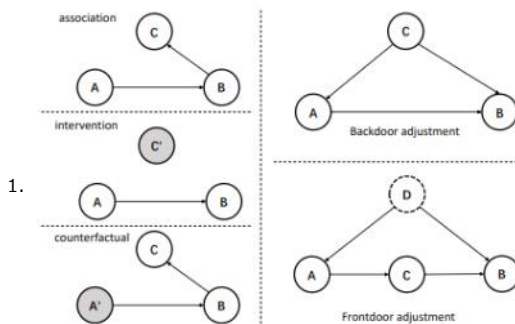 1.
association
C
A
B
intervention
C'
A
B
counterfactual
C
A'
B
C
A
B
Backdoor adjustment
D
A
C
B
Frontdoor adjustment